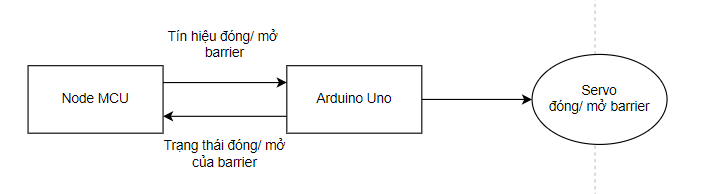 Tín hiệu đóng/ mở
barrier
Node MCU
Arduino Uno
Servo
đóng/ mở barrier
Trạng thái đóng/ mở
của barrier